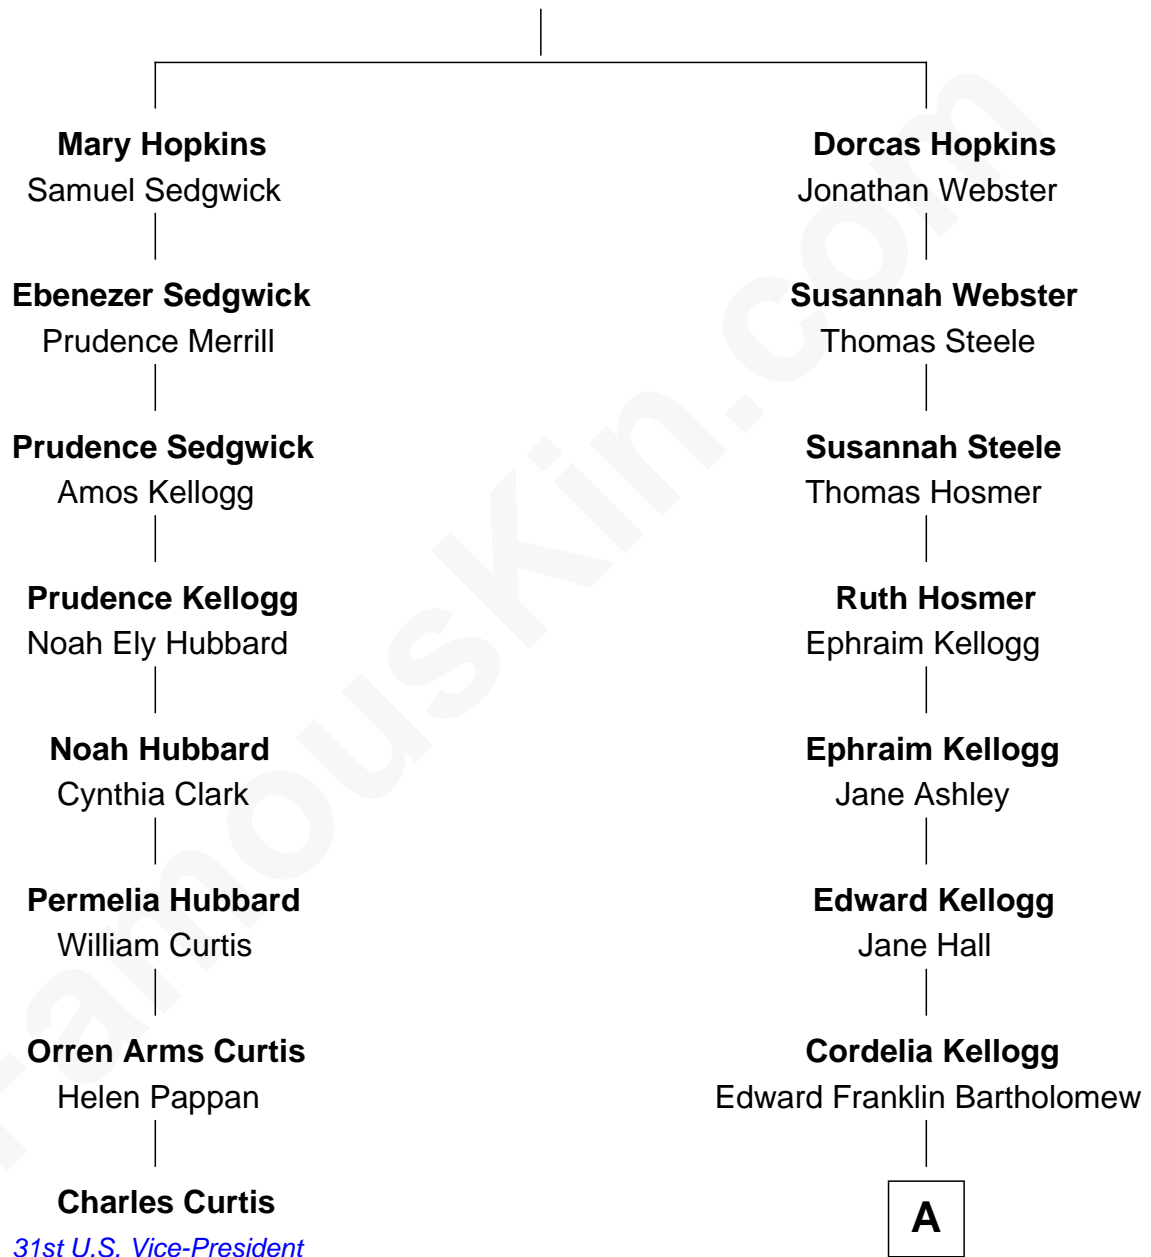 Mary Hopkins
Samuel Sedgwick
Dorcas Hopkins
Jonathan Webster
Ebenezer Sedgwick
Prudence Merrill
Susannah Webster
Thomas Steele
Prudence Sedgwick
Amos Kellogg
Susannah Steele
Thomas Hosmer
Prudence Kellogg
Noah Ely Hubbard
Ruth Hosmer
Ephraim Kellogg
Noah Hubbard
Cynthia Clark
Ephraim Kellogg
Jane Ashley
Permelia Hubbard
William Curtis
Edward Kellogg
Jane Hall
Orren Arms Curtis
Helen Pappan
Cordelia Kellogg
Edward Franklin Bartholomew
Charles Curtis
31st U.S. Vice-President
A
FamousKin.com